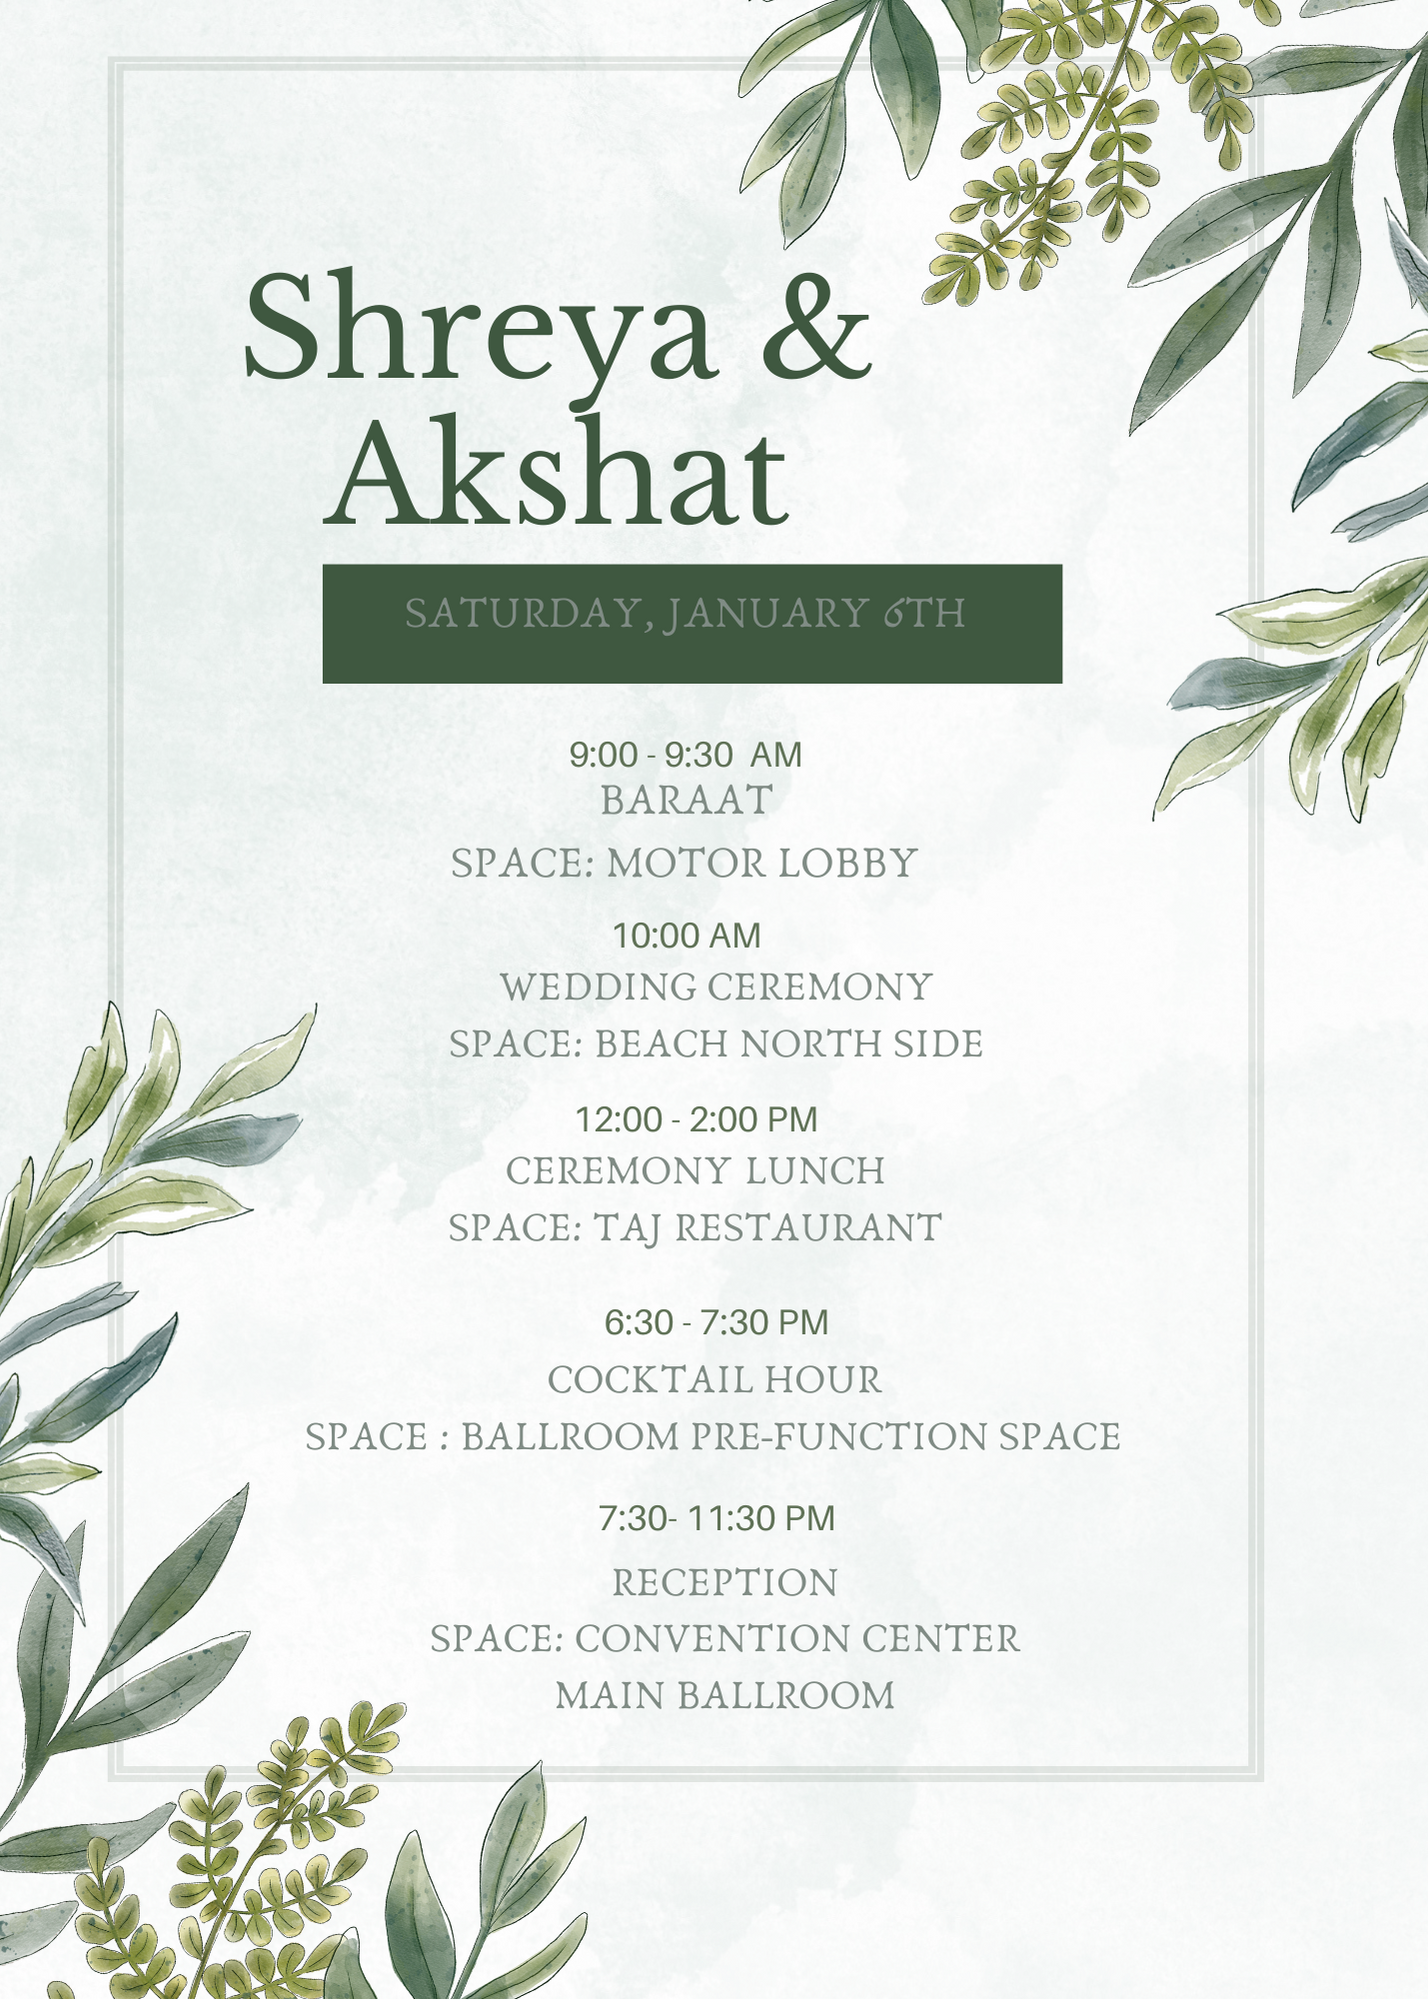 Shreya &
Akshat
SATURDAY, JANUARY 6TH
9:00 - 9:30 AM
BARAAT
SPACE: MOTOR LOBBY
10:00 AM
WEDDING CEREMONY
SPACE: BEACH NORTH SIDE
12:00 - 2:00 PM
CEREMONY LUNCH
SPACE: TAJ RESTAURANT
6:30 - 7:30 PM
COCKTAIL HOUR
SPACE : BALLROOM PRE-FUNCTION SPACE
7:30- 11:30 PM
RECEPTION
SPACE: CONVENTION CENTER
MAIN BALLROOM